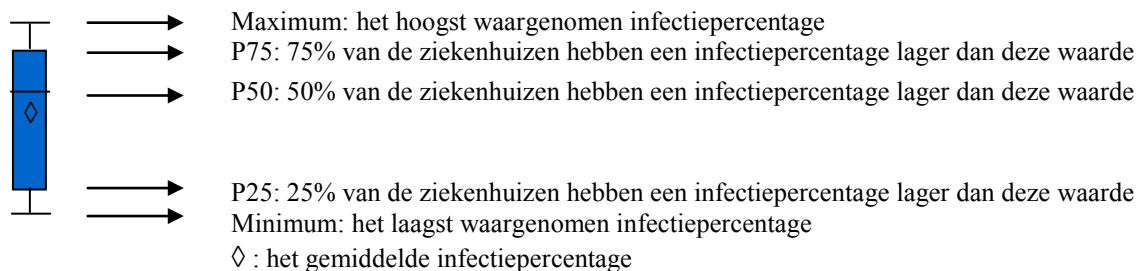 Maximum: het hoogst waargenomen infectiepercentage
P75: 75% van de ziekenhuizen hebben een infectiepercentage lager dan deze waarde
P50: 50% van de ziekenhuizen hebben een infectiepercentage lager dan deze waarde
P25: 25% van de ziekenhuizen hebben een infectiepercentage lager dan deze waarde
Minimum: het laagst waargenomen infectiepercentage
◊ : het gemiddelde infectiepercentage